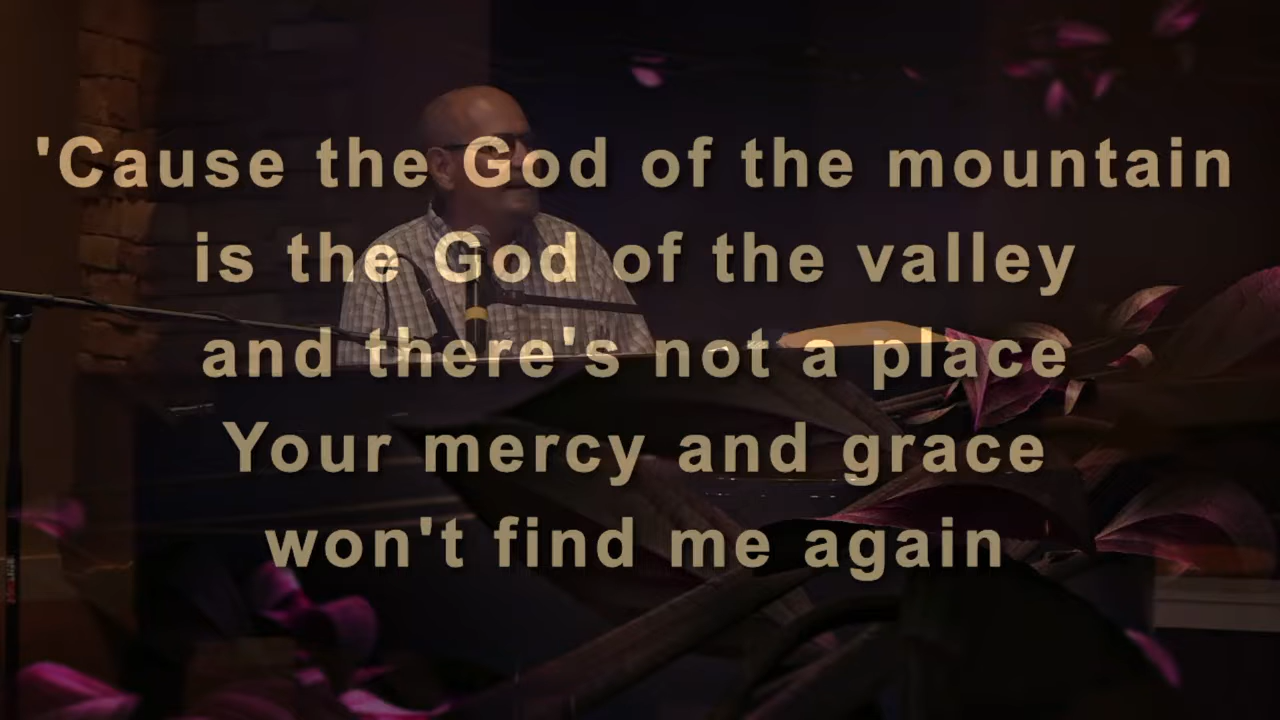 'Cause the God of the mountain
is the God of the valley
and there's not a place
Your mercy and grace
won't find me again